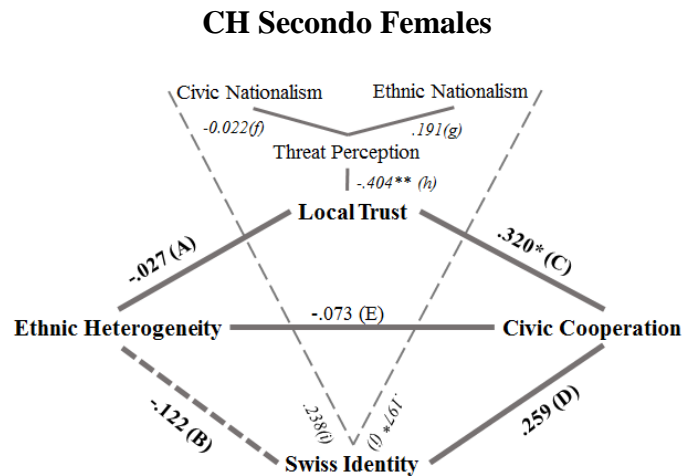 CH Secondo Females
Civic Nationalism
Ethnic Nationalism
-0.022(f)
.191(g)
Threat Perception
-.404** (h)
Local Trust
-.027 (A)
.320* (C)
Ethnic Heterogeneity
-.073 (E)
Civic Cooperation
-.122 (B)
.238(i)
.197* (j)
.259 (D)
Swiss Identity